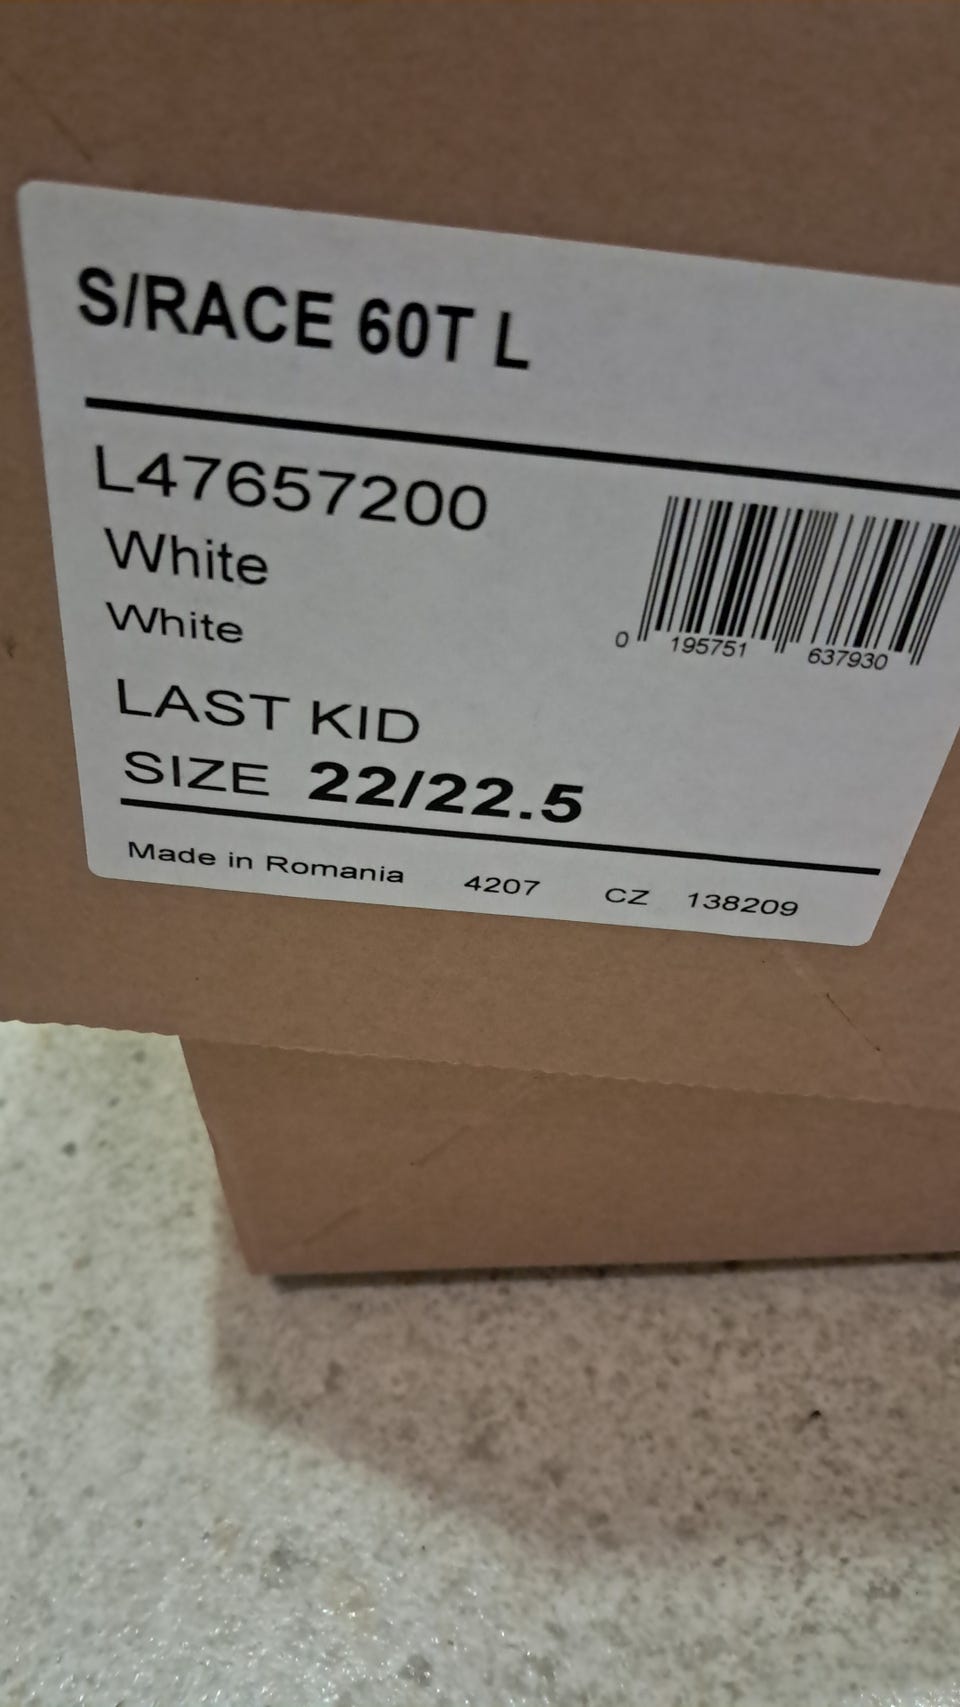 S/RACE 60T L
L47657200
White
White
0 195751 637930
LAST KID
SIZE 22/22.5
Made in Romania 4207 CZ 138209